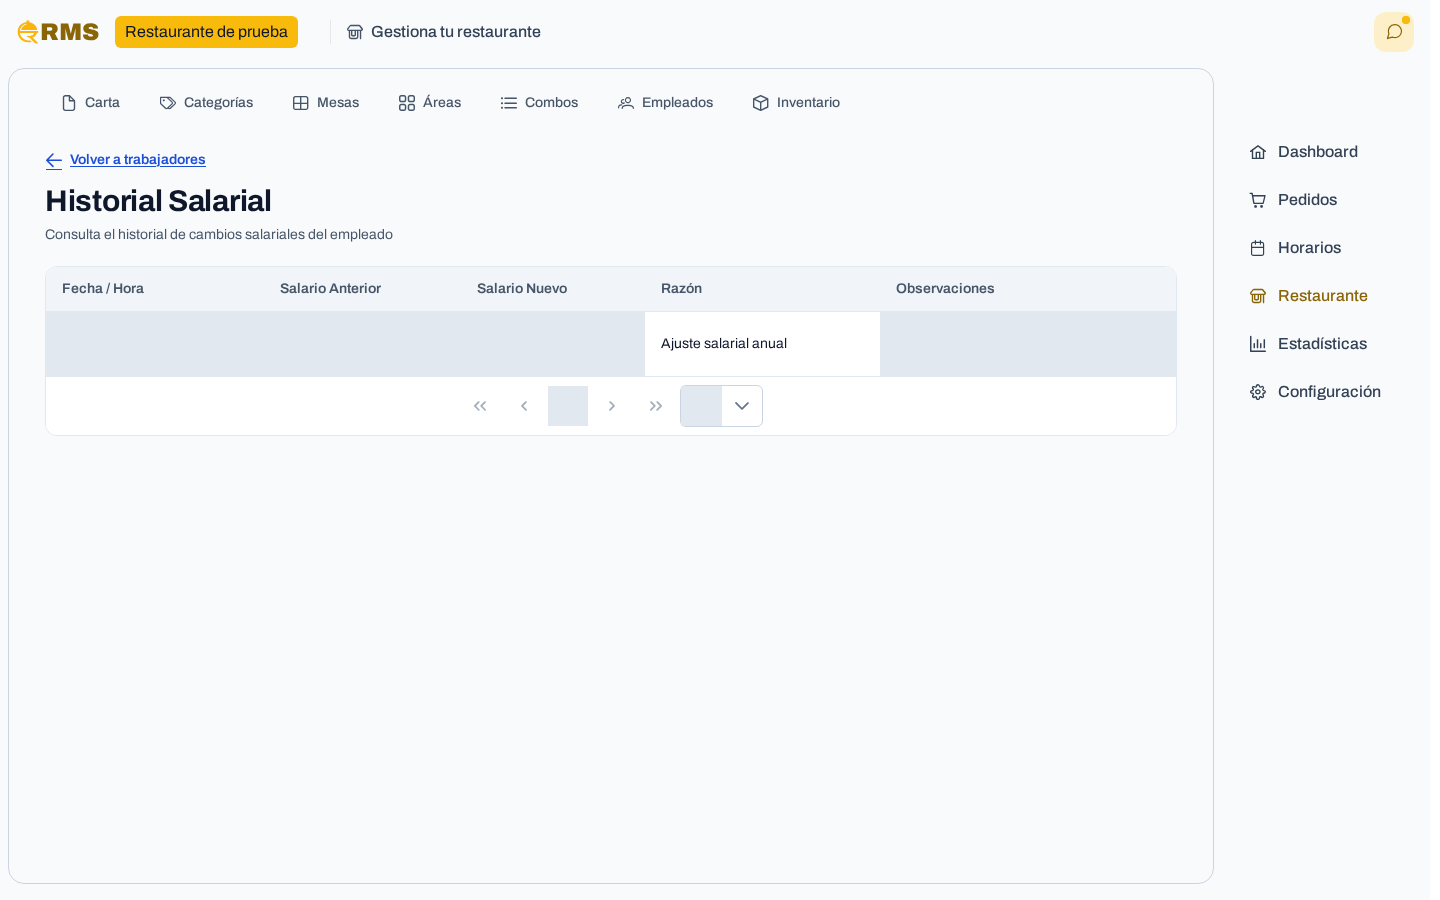 RMS
Restaurante de prueba
Gestiona tu restaurante
Carta
Categorías
Mesas
Áreas
Combos
Empleados
Inventario
Volver a trabajadores
Historial Salarial
Consulta el historial de cambios salariales del empleado
Fecha / Hora
Salario Anterior
Salario Nuevo
Razón
Observaciones
Ajuste salarial anual
Dashboard
Pedidos
Horarios
Restaurante
Estadísticas
Configuración